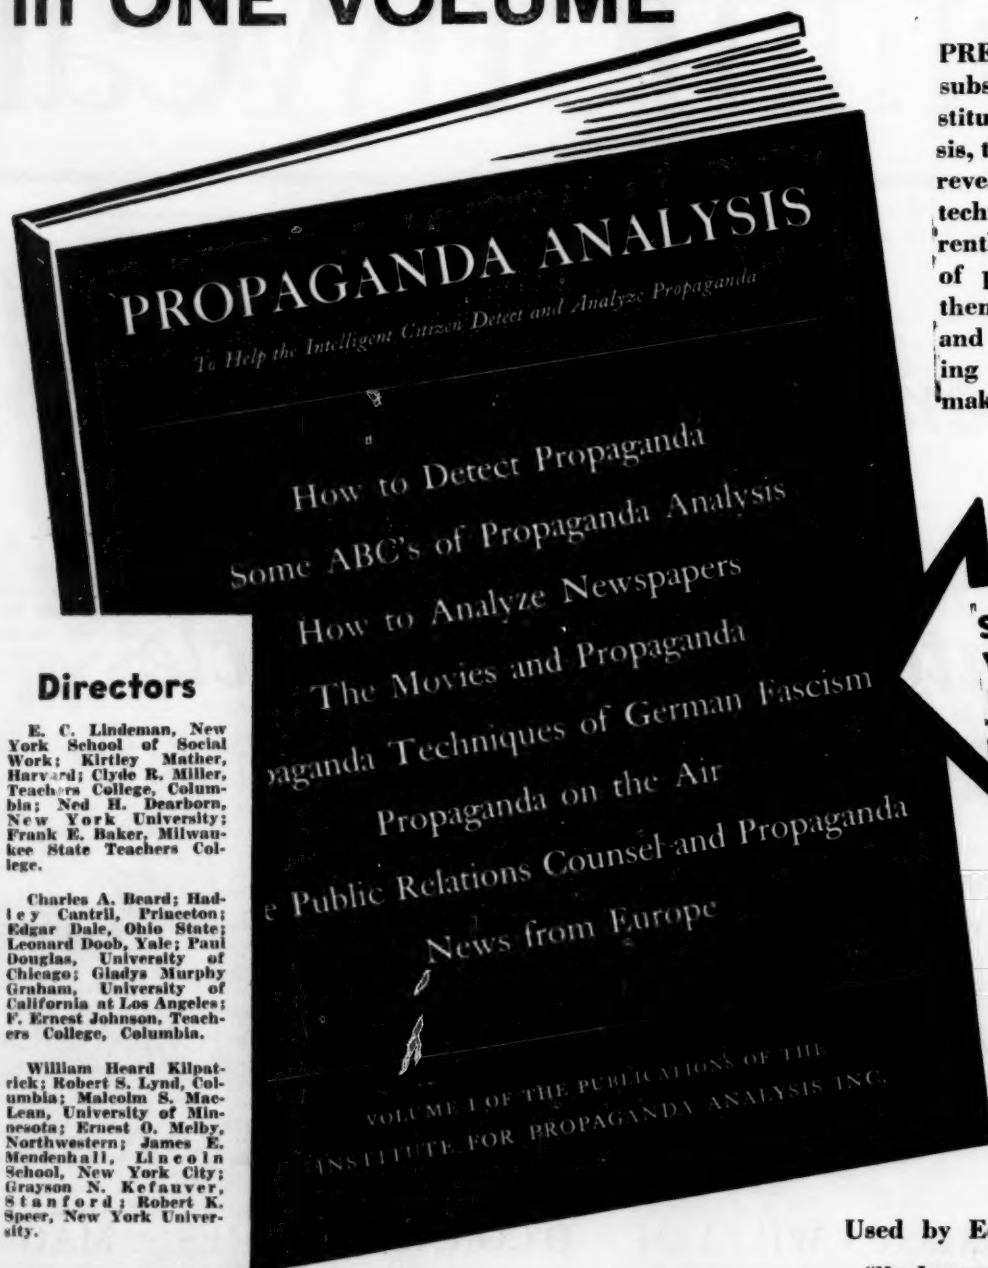 in ONE VOLUME
PROPAGANDA ANALYSIS
To Help the Intelligent Citizen Detect and Analyze Propaganda
How to Detect Propaganda
Some ABC's of Propaganda Analysis
How to Analyze Newspapers
The Movies and Propaganda
paganda Techniques of German Fascism
Propaganda on the Air
e Public Relations Counsel and Propaganda
News from Europe
VOLUME I OF THE PUBLICATIONS OF THE
INSTITUTE FOR PROPAGANDA ANALYSIS INC.
Directors
E. C. Lindeman, New
York School of Social
Work; Kirtley Mather,
Harvard; Clyde R. Miller,
Teachers College, Colum-
bia; Ned H. Dearborn,
New York University;
Frank E. Baker, Milwau-
kee State Teachers Col-
lege.
Charles A. Beard; Had-
ley Cantril, Princeton;
Edgar Dale, Ohio State;
Leonard Doob, Yale; Paul
Douglas, University of
Chicago; Gladys Murphy
Graham, University of
California at Los Angeles;
F. Ernest Johnson, Teach-
ers College, Columbia.
William Heard Kilpat-
rick; Robert S. Lynd, Col-
umbia; Malcolm S. Mac-
Lean, University of Min-
nesota; Ernest O. Melby,
Northwestern; James E.
Mendenhall, Lincoln
School, New York City;
Grayson N. Kefauver,
Stanford; Robert K.
Speer, New York Univer-
sity.
PRE
subs
stitu
sis, t
reve
tech
rent
of p
then
and
ing
mak
Used by E